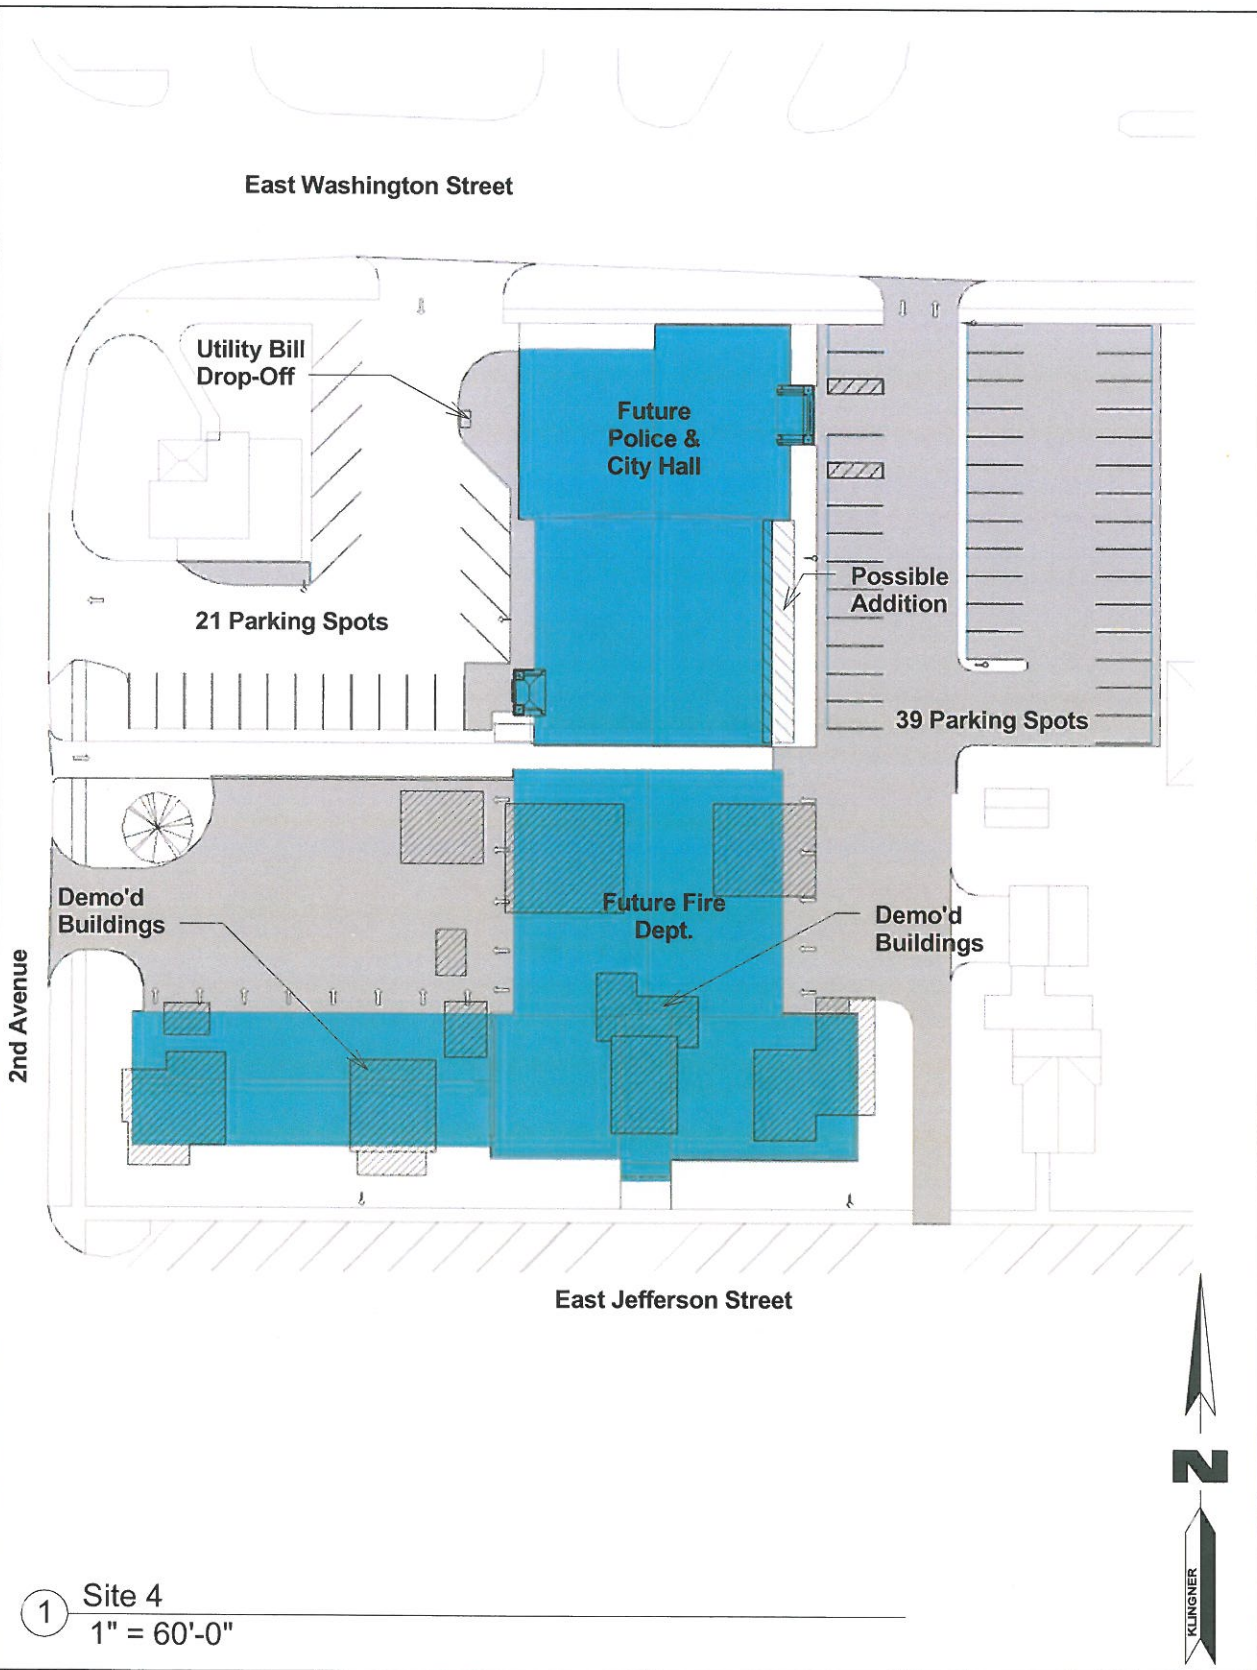 East Washington Street
Utility Bill
Drop-Off
Future
Police &
City Hall
Possible
Addition
21 Parking Spots
39 Parking Spots
Demo'd
Buildings
Future Fire
Dept.
Demo'd
Buildings
2nd Avenue
East Jefferson Street
N
KLINGNER
1
Site 4
1" = 60'-0"